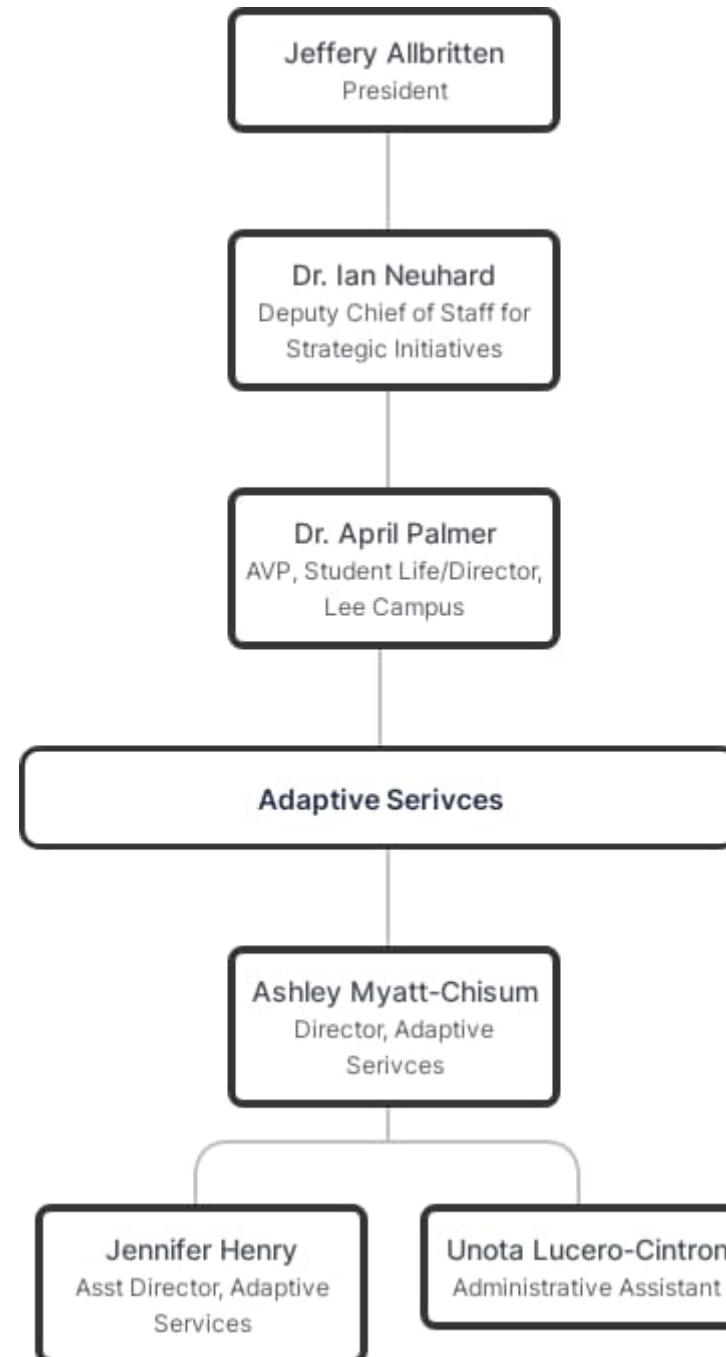 Jeffery Allbritten
President
Dr. Ian Neuhard
Deputy Chief of Staff for
Strategic Initiatives
Dr. April Palmer
AVP, Student Life/Director,
Lee Campus
Adaptive Serivces
Ashley Myatt-Chisum
Director, Adaptive
Serivces
Jennifer Henry
Asst Director, Adaptive
Services
Unota Lucero-Cintron
Administrative Assistant